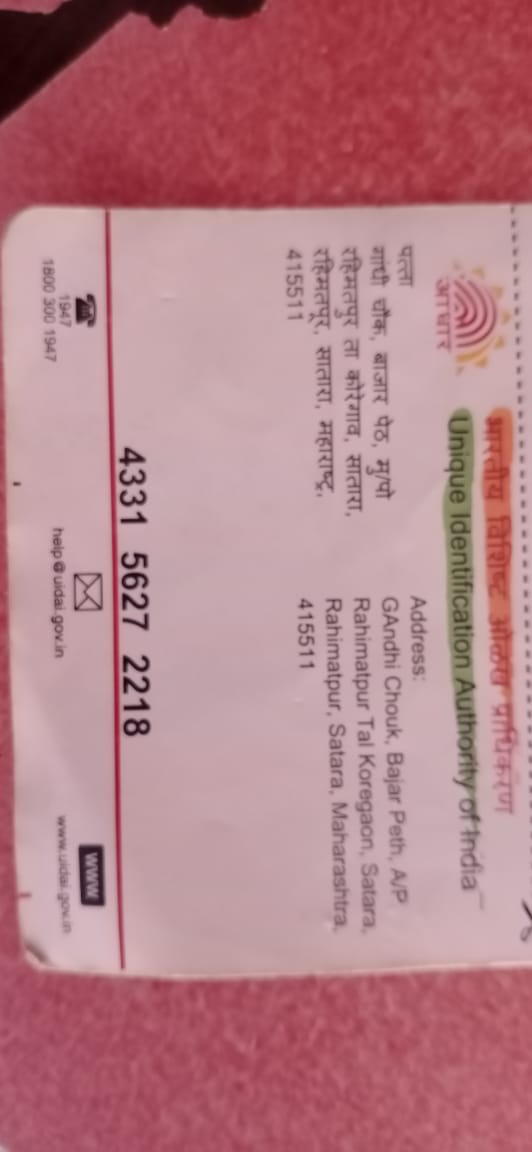 आधार
भारतीय विशिष्ट ओळख प्राधिकरण
Unique Identification Authority of India
पत्ता
गांधी चौक, बाजार पेठ, मु/पो
रहिमतपुर ता कोरेगाव, सातारा,
रहिमतपूर, सातारा, महाराष्ट्र,
415511
Address:
GAndhi Chouk, Bajar Peth, A/P
Rahimatpur Tal Koregaon, Satara,
Rahimatpur, Satara, Maharashtra,
415511
4331 5627 2218
1947
1800 300 1947
help@uidai.gov.in
WWW
www.uidai.gov.in